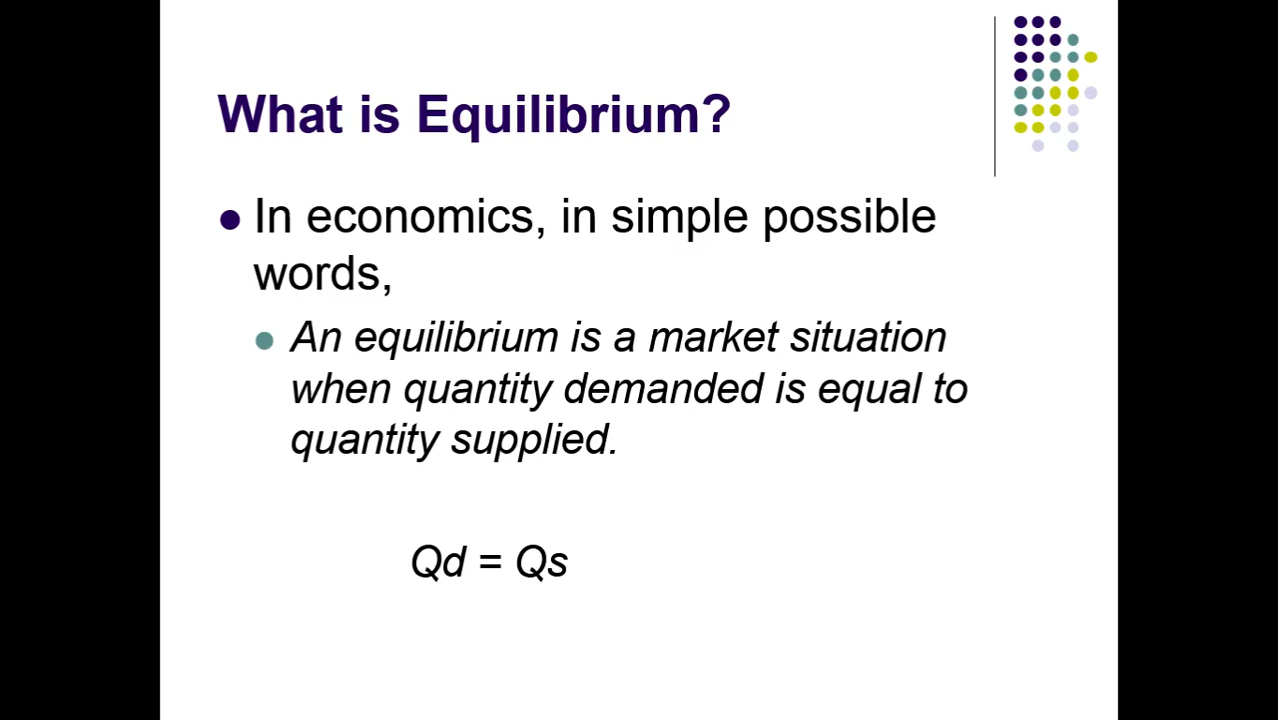 What is Equilibrium?
In economics, in simple possible
words,
An equilibrium is a market situation
when quantity demanded is equal to
quantity supplied.
Qd = Qs